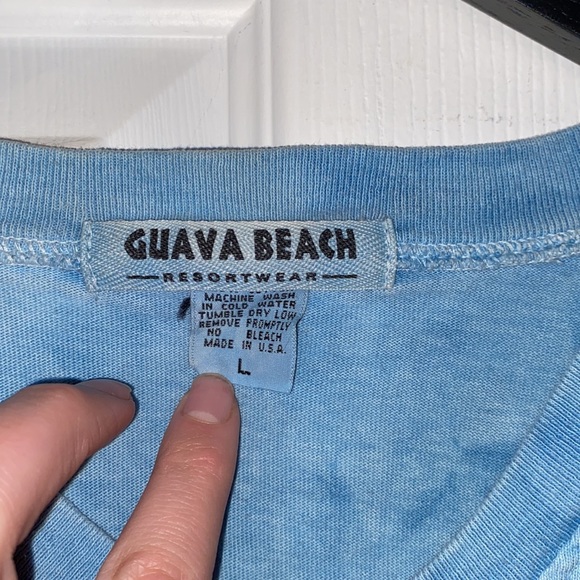 GUAVA BEACH
RESORTWEAR
MACHINE WASH
IN COLD WATER
TUMBLE DRY LOW
REMOVE PROMPTLY
NO BLEACH
MADE IN U.S.A.
L